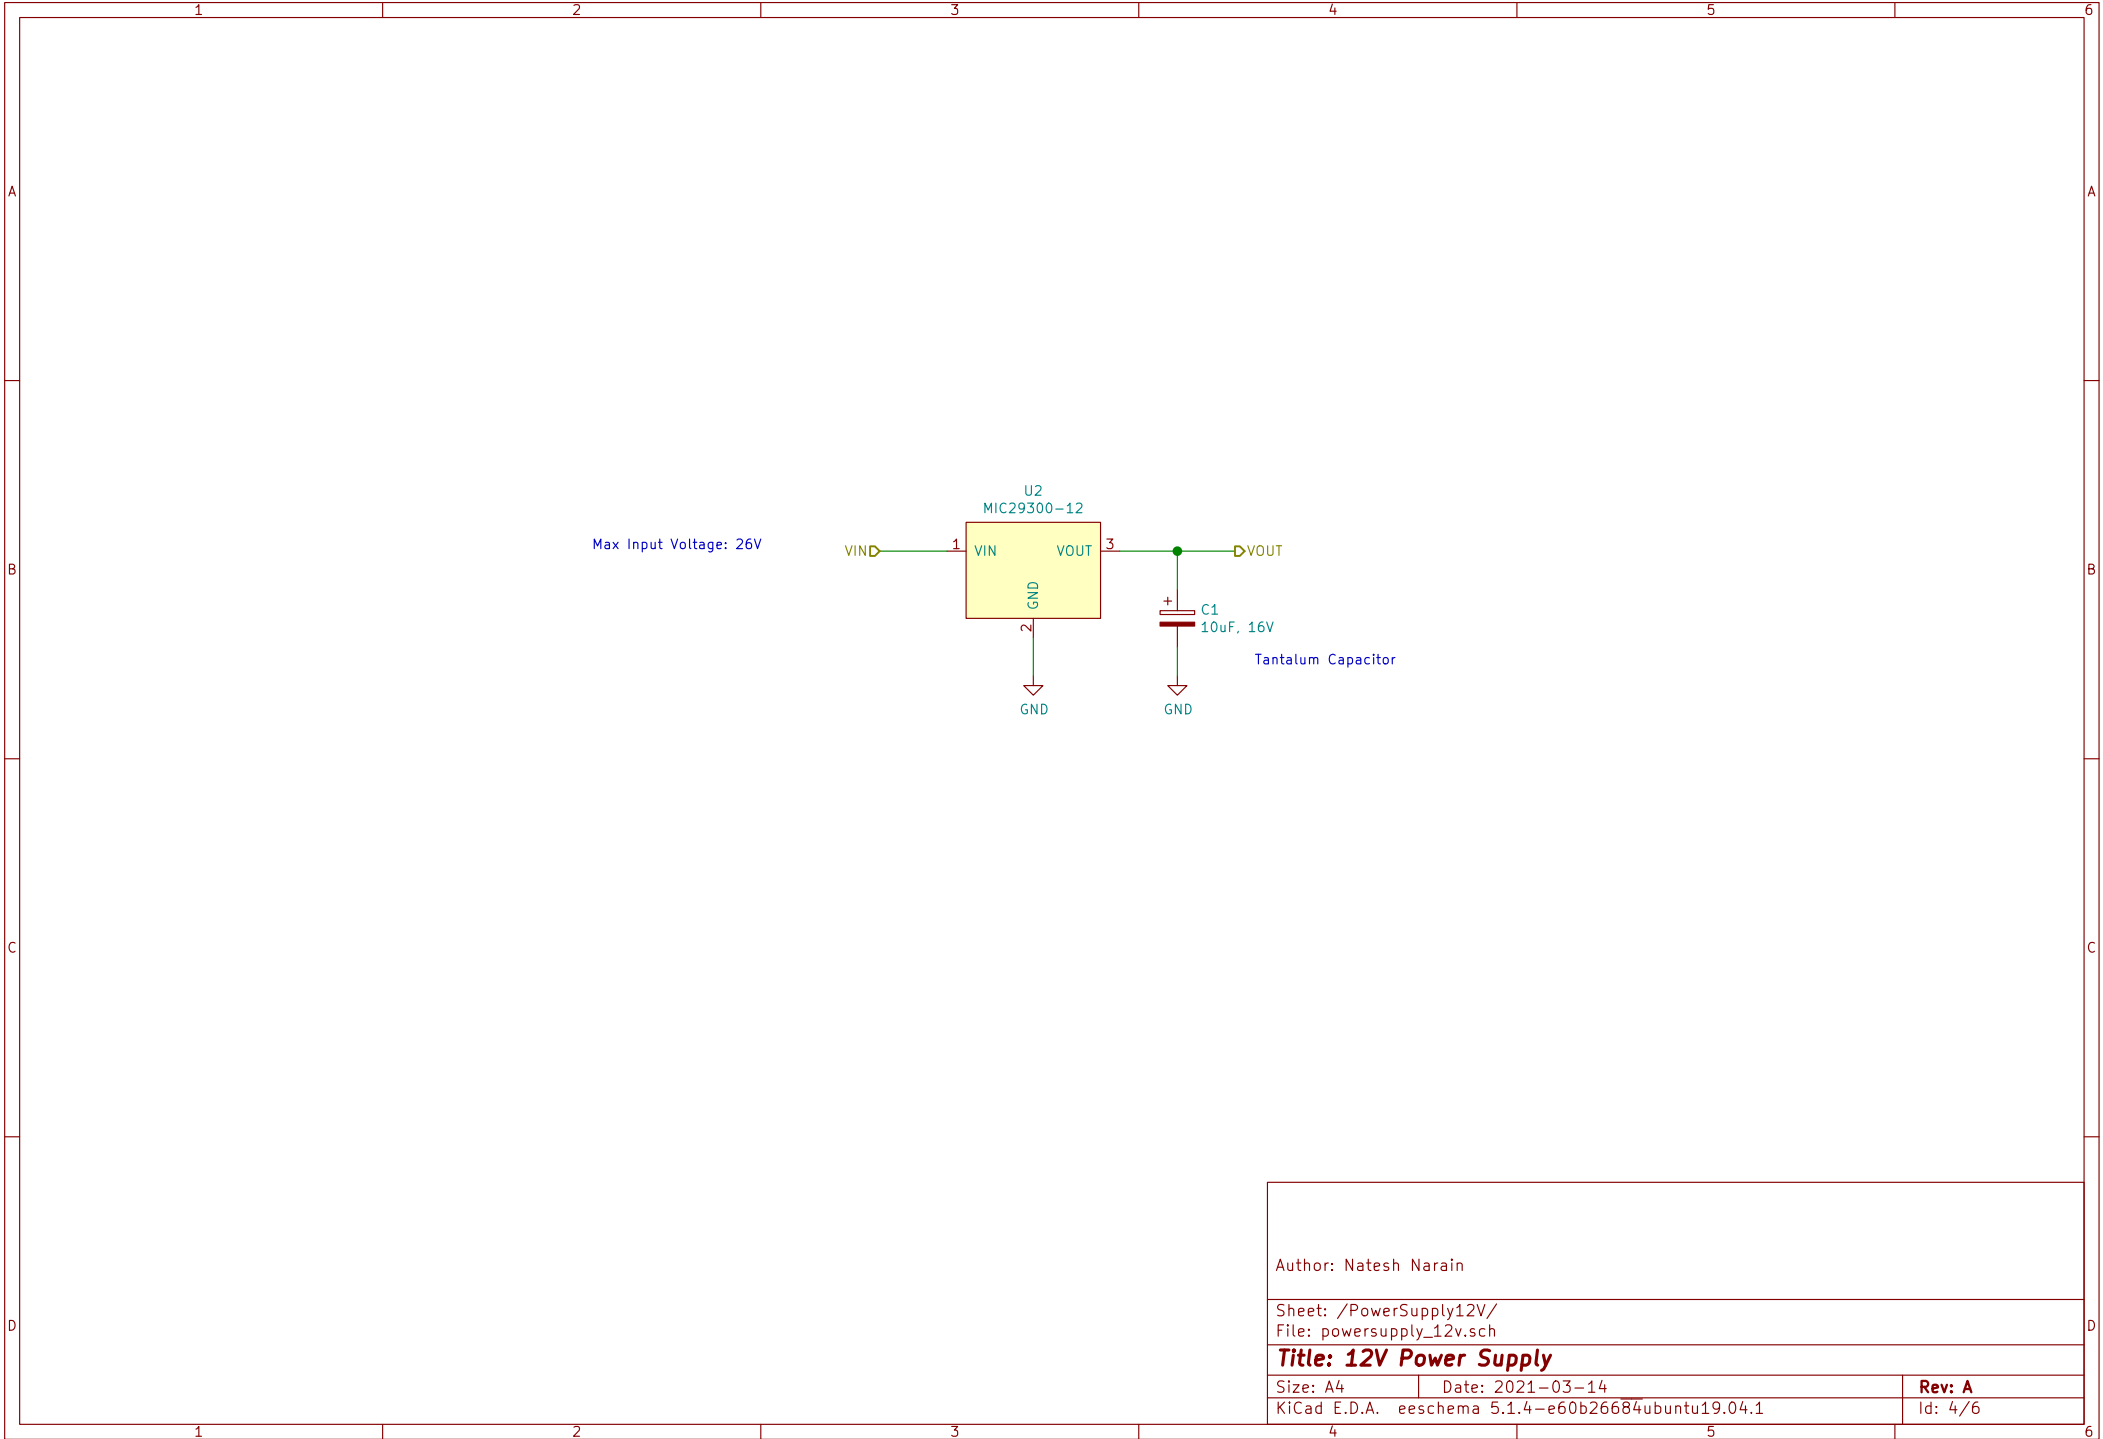 1 2 3 4 5 6
A A
U2
MIC29300-12
Max Input Voltage: 26V
VIN 1 VIN VOUT 3 VOUT
B B
GND
2
+
C1
10uF, 16V
Tantalum Capacitor
GND GND
C C
Author: Natesh Narain
Sheet: /PowerSupply12V/
File: powersupply_12v.sch
D D
Title: 12V Power Supply
Size: A4 Date: 2021-03-14 Rev: A
KiCad E.D.A. eeschema 5.1.4-e60b26684ubuntu19.04.1 Id: 4/6
1 2 3 4 5 6